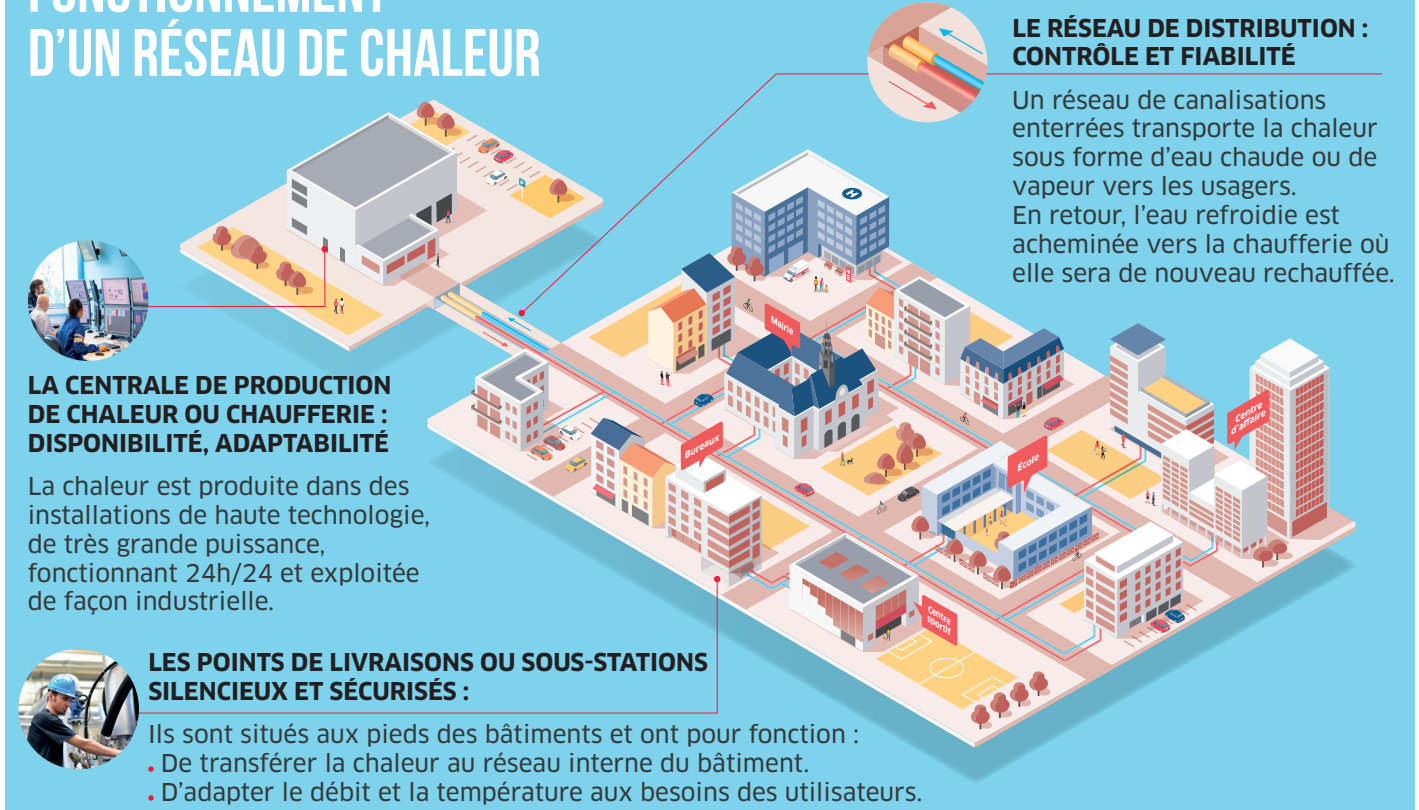 FONCTIONNEMENT
D'UN RÉSEAU DE CHALEUR
LE RÉSEAU DE DISTRIBUTION :
CONTRÔLE ET FIABILITÉ
Un réseau de canalisations
enterrées transporte la chaleur
sous forme d'eau chaude ou de
vapeur vers les usagers.
En retour, l'eau refroidie est
acheminée vers la chaufferie où
elle sera de nouveau rechauffée.
LA CENTRALE DE PRODUCTION
DE CHALEUR OU CHAUFFERIE :
DISPONIBILITÉ, ADAPTABILITÉ
La chaleur est produite dans des
installations de haute technologie,
de très grande puissance,
fonctionnant 24h/24 et exploitée
de façon industrielle.
H
Mairie
Bureaux
École
Centre
d'affaire
Centre
sportif
LES POINTS DE LIVRAISONS OU SOUS-STATIONS
SILENCIEUX ET SÉCURISÉS :
Ils sont situés aux pieds des bâtiments et ont pour fonction :
. De transférer la chaleur au réseau interne du bâtiment.
. D'adapter le débit et la température aux besoins des utilisateurs.